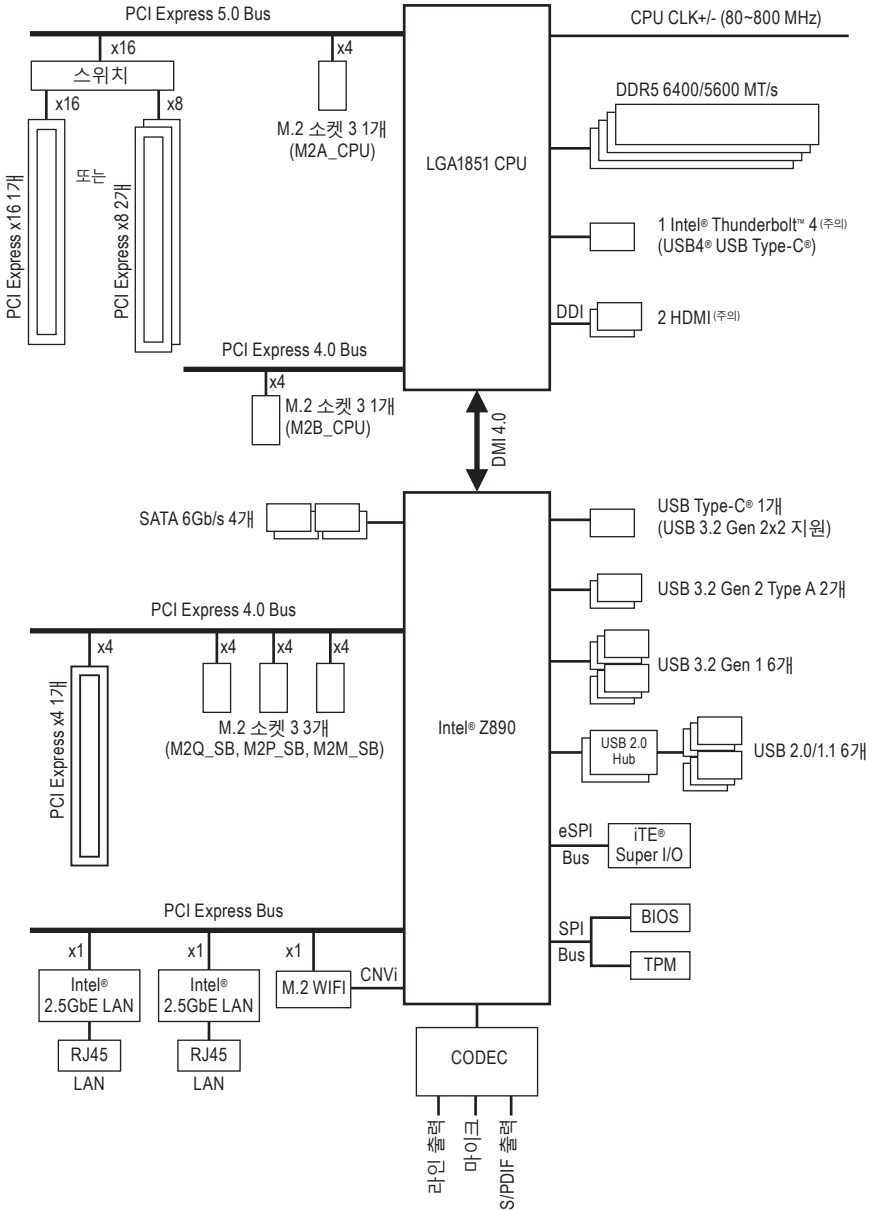 PCI Express 5.0 Bus
CPU CLK+/- (80~800 MHz)
x16
x4
스위치
x16
x8
M.2 소켓 3 1개
(M2A_CPU)
PCI Express x16 1개
또는
PCI Express x8 2개
LGA1851 CPU
DDR5 6400/5600 MT/s
1 Intel® Thunderbolt™ 4 (주의)
(USB4® USB Type-C®)
DDI
2 HDMI (주의)
PCI Express 4.0 Bus
x4
M.2 소켓 3 1개
(M2B_CPU)
DMI 4.0
SATA 6Gb/s 4개
USB Type-C® 1개
(USB 3.2 Gen 2x2 지원)
USB 3.2 Gen 2 Type A 2개
PCI Express 4.0 Bus
x4
x4
x4
x4
PCI Express x4 1개
M.2 소켓 3 3개
(M2Q_SB, M2P_SB, M2M_SB)
Intel® Z890
USB 3.2 Gen 1 6개
USB 2.0
Hub
USB 2.0/1.1 6개
eSPI
Bus
iTE®
Super I/O
SPI
Bus
BIOS
TPM
PCI Express Bus
x1
x1
x1
Intel®
2.5GbE LAN
Intel®
2.5GbE LAN
M.2 WIFI
CNVi
RJ45
LAN
RJ45
LAN
CODEC
라인 출력
마이크
S/PDIF 출력